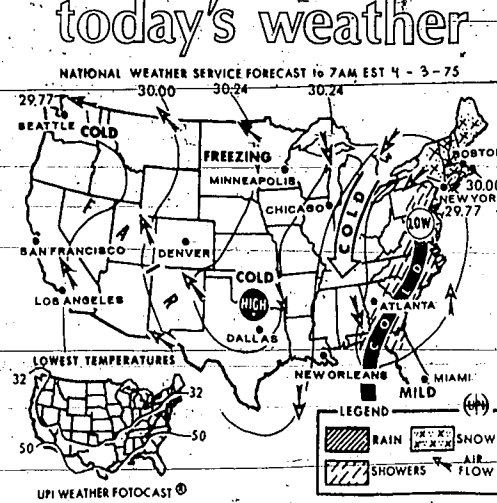 today's weather
NATIONAL WEATHER SERVICE FORECAST to 7AM EST 4 - 3 - 75
30.00 30.24 30.24
29.77
SEATTLE COLD
FREEZING
MINNEAPOLIS
BOSTON
CHICAGO
30.00
NEW YORK
29.77
COLD
LOW
FAIR
SAN FRANCISCO
DENVER
COLD
COLD
HIGH
LOS ANGELES
ATLANTA
DALLAS
NEW ORLEANS
MIAMI
MILD
LOWEST TEMPERATURES
32
32
50
50
LEGEND
UPI
RAIN
SNOW
SHOWERS
AIR FLOW
UPI WEATHER FOTOCAST ®